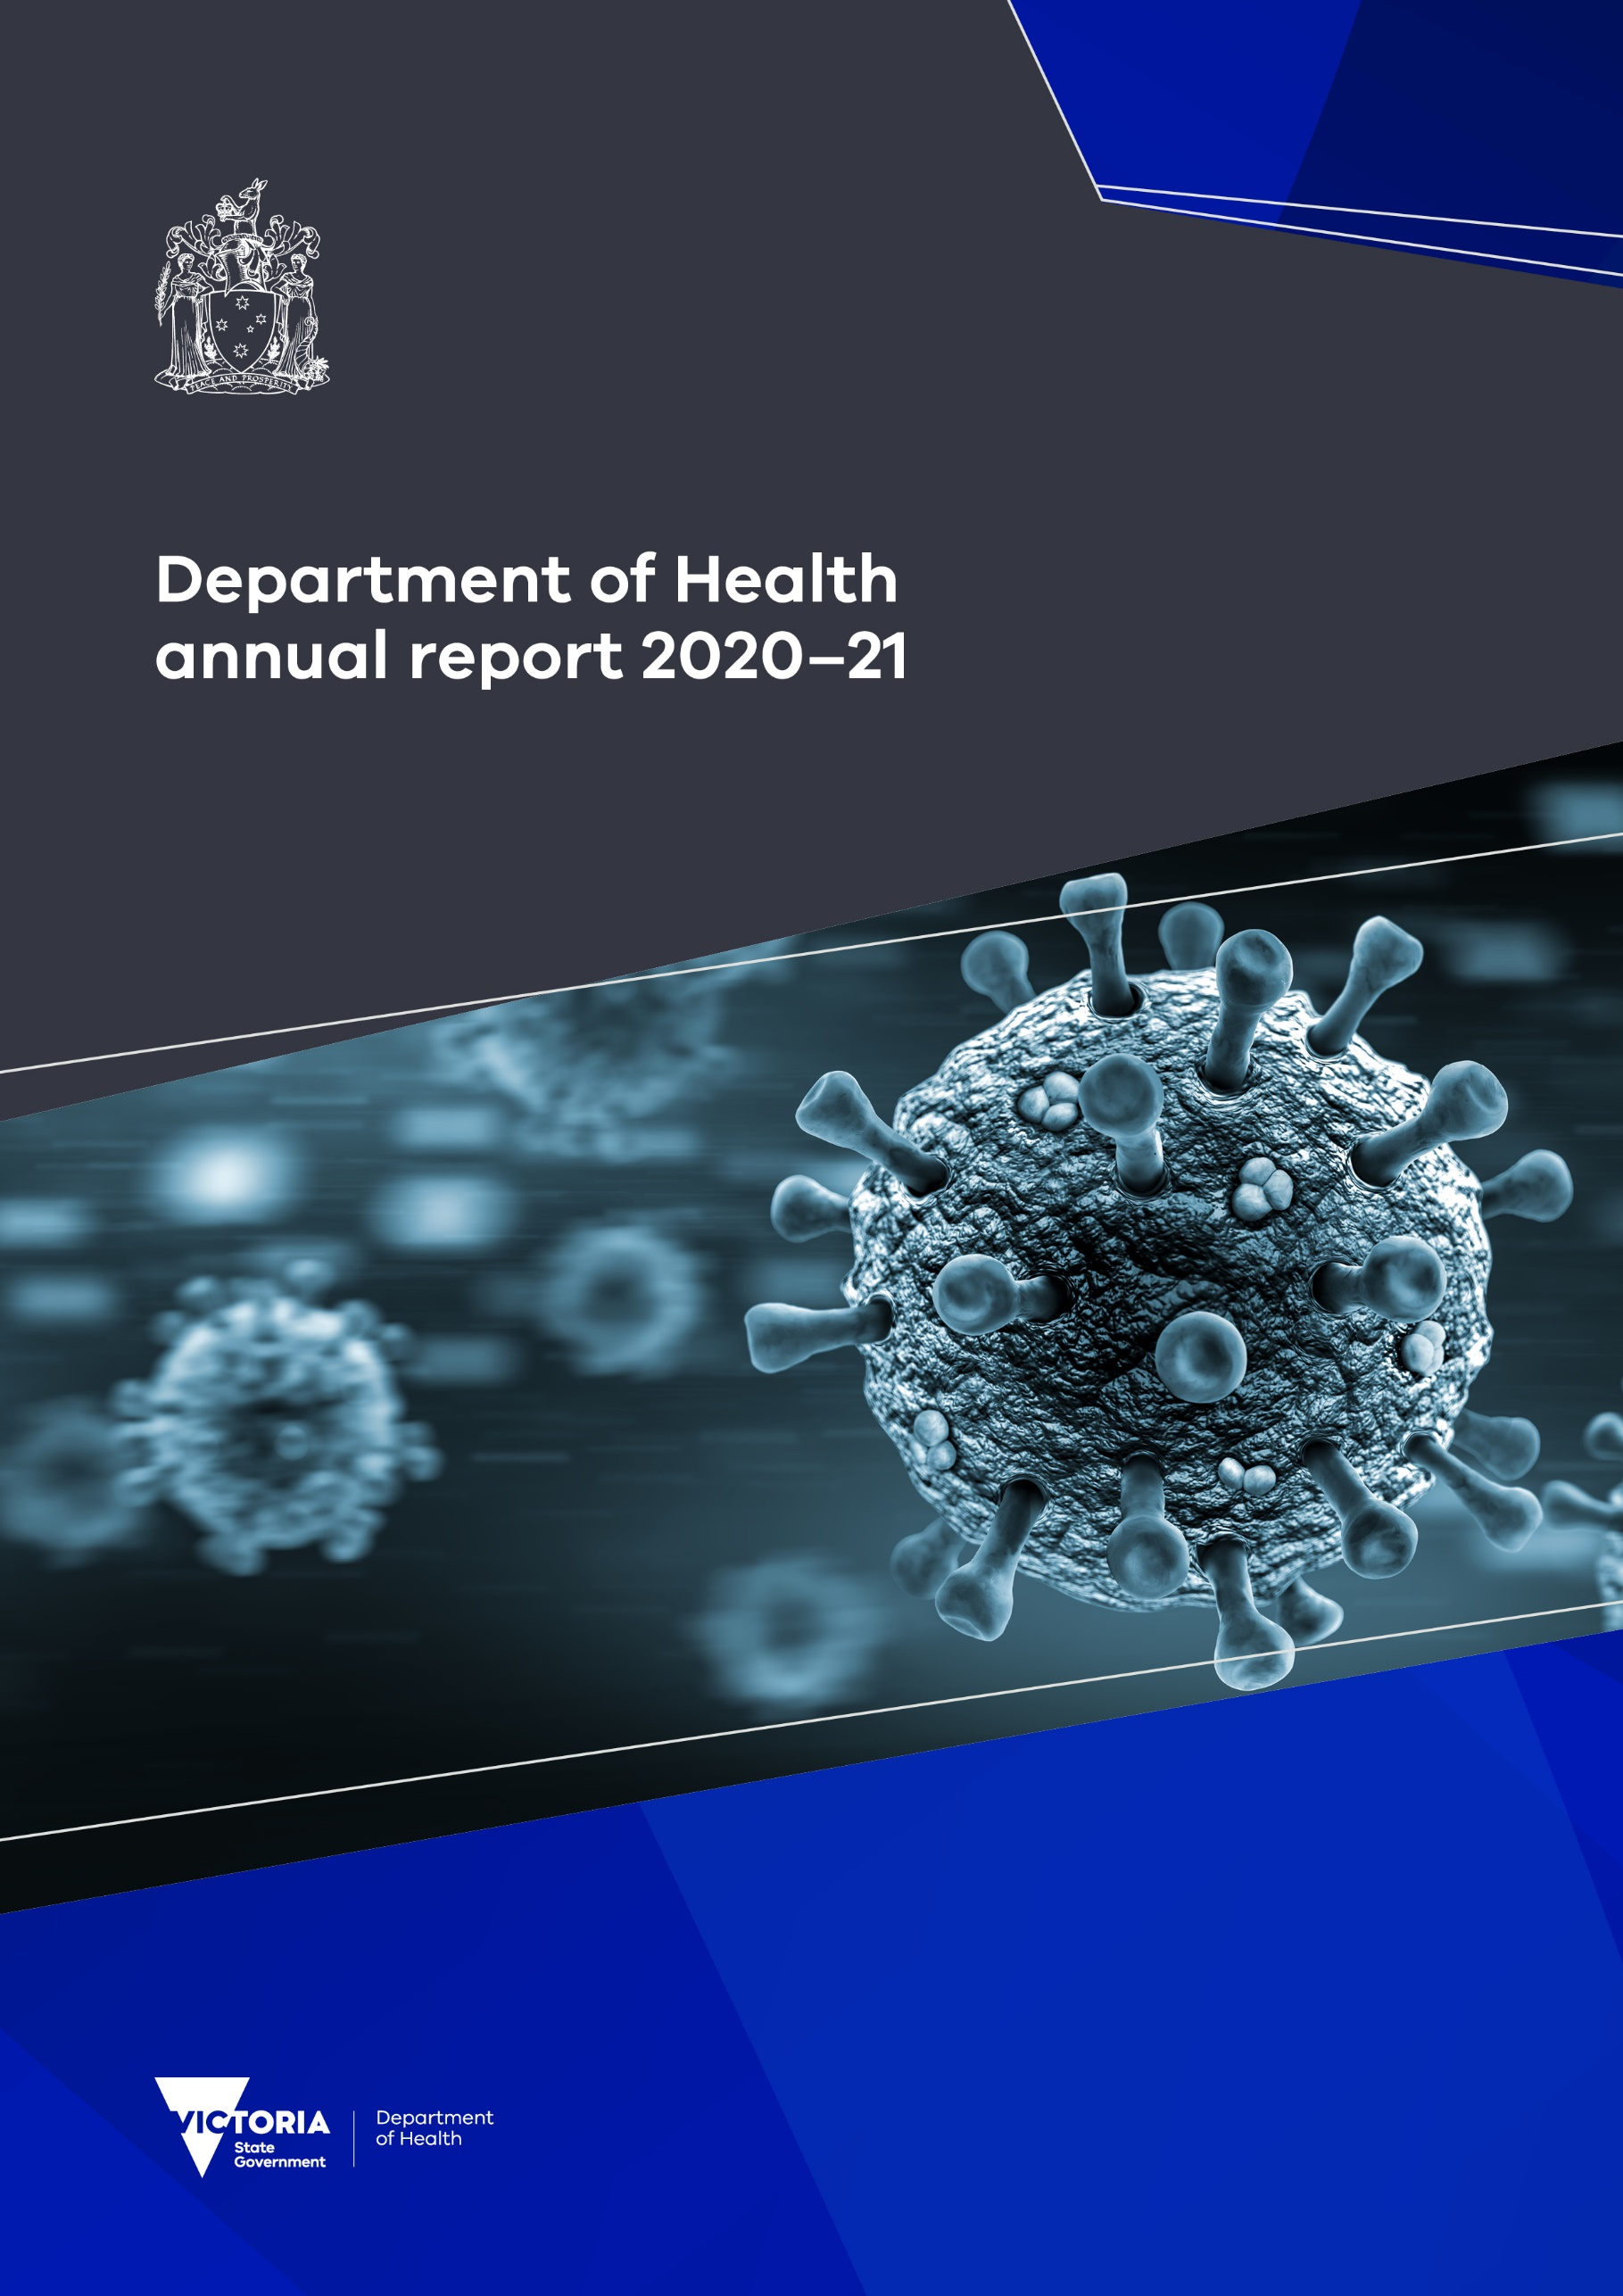 PEACE AND PROSPERITY
Department of Health
annual report 2020–21
VICTORIA
State
Government
Department
of Health